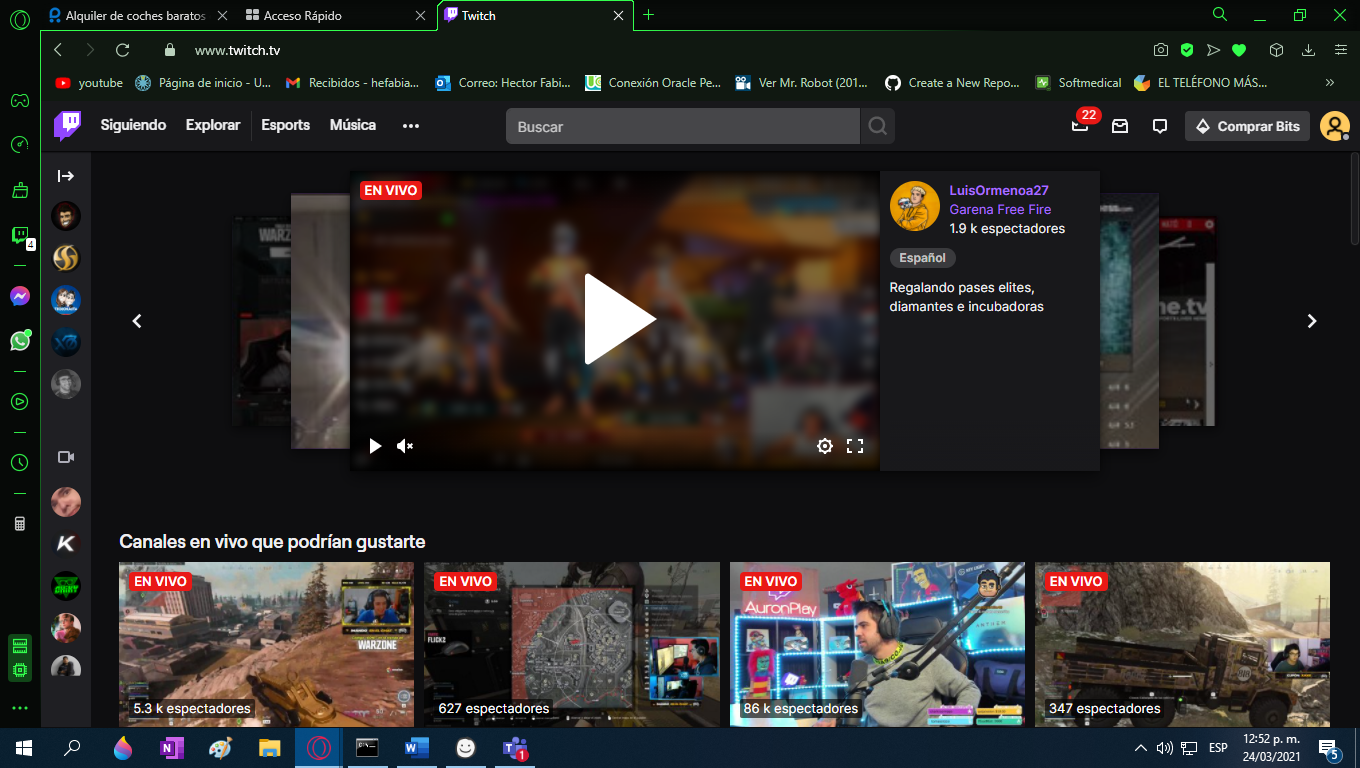 Alquiler de coches baratos
Acceso Rápido
Twitch
www.twitch.tv
youtube
Página de inicio - U...
Recibidos - hefabia...
Correo: Hector Fabi...
Conexión Oracle Pe...
Ver Mr. Robot (201...
Create a New Repo...
Softmedical
EL TELÉFONO MÁS...
»
Siguiendo
Explorar
Esports
Música
Buscar
22
Comprar Bits
4
EN VIVO
LuisOrmenoa27
Garena Free Fire
1.9 k espectadores
Español
Regalando pases elites,
diamantes e incubadoras
Canales en vivo que podrían gustarte
EN VIVO
WARZONE
5.3 k espectadores
EN VIVO
627 espectadores
EN VIVO
AuronPlay
86 k espectadores
EN VIVO
347 espectadores
1
ESP
12:52 p. m.
24/03/2021
5